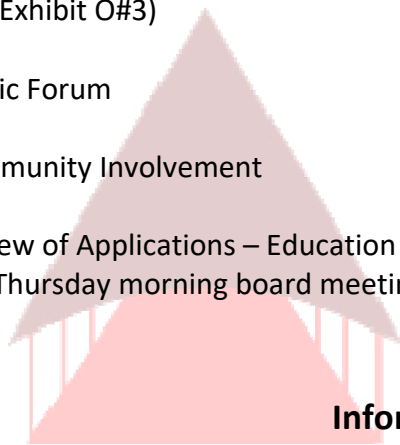 Exhibit O#3)
ic Forum
munity Involvement
ew of Applications – Education
Thursday morning board meetin
Infor